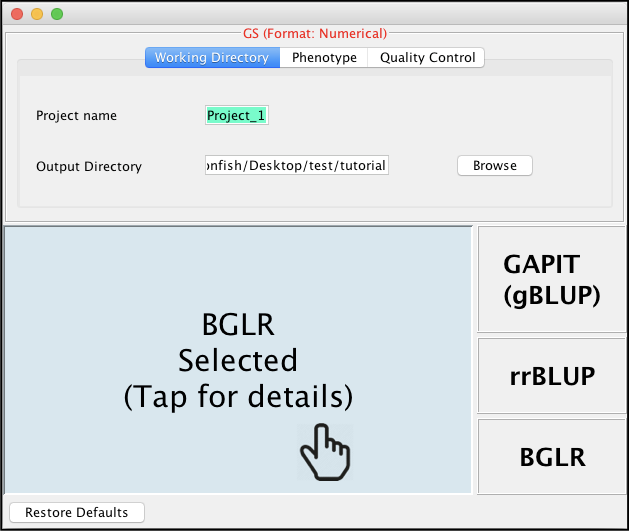 GS (Format: Numerical)
Working Directory Phenotype Quality Control
Project name Project_1
Output Directory onfish/Desktop/test/tutorial Browse
BGLR
Selected
(Tap for details)
GAPIT
(gBLUP)
rrBLUP
BGLR
Restore Defaults